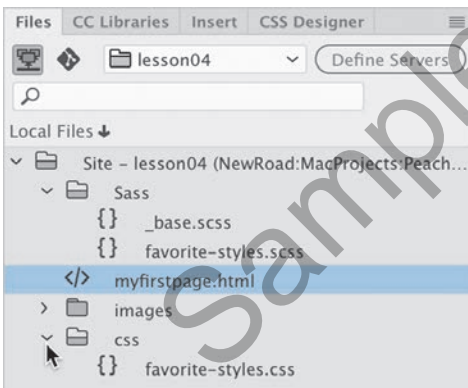 Files CC Libraries Insert CSS Designer
lesson04 Define Servers
Local Files
Site – lesson04 (NewRoad:MacProjects:Peach...
Sass
{} _base.scss
{} favorite-styles.scss
</> myfirstpage.html
images
css
{} favorite-styles.css
Sample